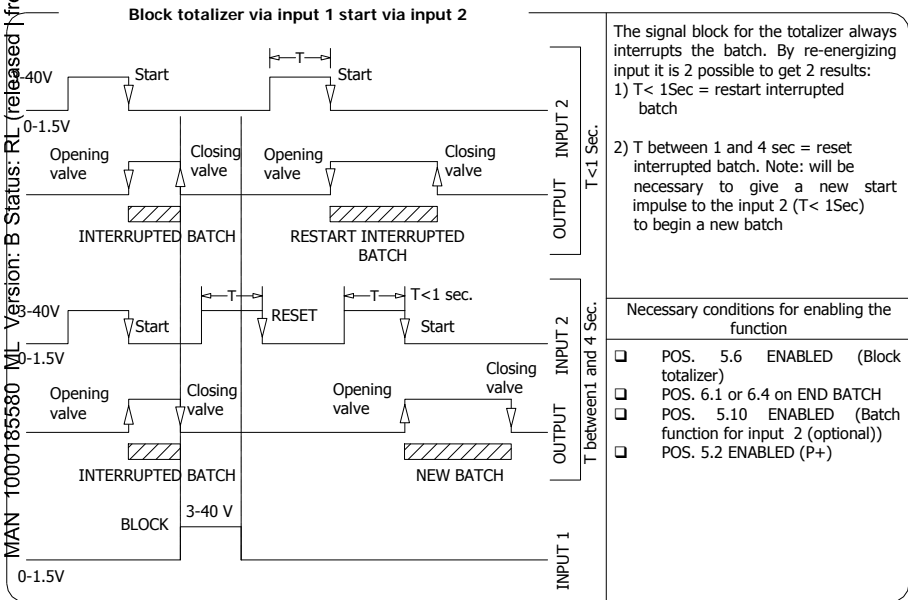 Block totalizer via input 1 start via input 2
T
Start
Start
-40V
0-1.5V
Opening
valve
Closing
valve
Opening
valve
Closing
valve
INTERRUPTED BATCH
RESTART INTERRUPTED
BATCH
INPUT 2
OUTPUT
T<1 Sec.
T
RESET
T
T<1 sec.
3-40V
Start
Start
0-1.5V
Opening
valve
Closing
valve
Opening
valve
Closing
valve
INTERRUPTED BATCH
NEW BATCH
INPUT 2
OUTPUT
T between1 and 4 Sec.
BLOCK
3-40 V
0-1.5V
INPUT 1
The signal block for the totalizer always
interrupts the batch. By re-energizing
input it is 2 possible to get 2 results:
1) T< 1Sec = restart interrupted
batch
2) T between 1 and 4 sec = reset
interrupted batch. Note: will be
necessary to give a new start
impulse to the input 2 (T< 1Sec)
to begin a new batch
Necessary conditions for enabling the
function
❑ POS. 5.6 ENABLED (Block
totalizer)
❑ POS. 6.1 or 6.4 on END BATCH
❑ POS. 5.10 ENABLED (Batch
function for input 2 (optional))
❑ POS. 5.2 ENABLED (P+)
MAN 1000185580 ML Version: B Status: RL (released | fr